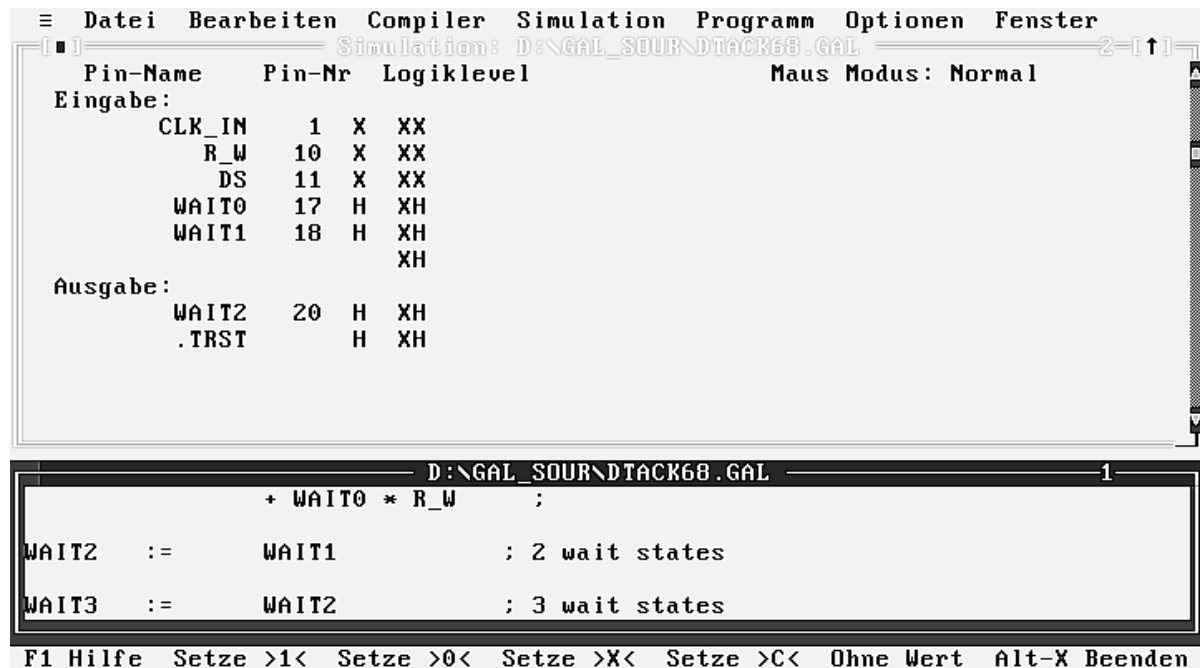 ≡ Datei Bearbeiten Compiler Simulation Programm Optionen Fenster
[■] Simulation: D:\GAL_SOUR\DTACK68.GAL 2=[↑]
Pin-Name Pin-Nr Logiklevel Maus Modus: Normal
Eingabe:
CLK_IN 1 X XX
R_W 10 X XX
DS 11 X XX
WAIT0 17 H XH
WAIT1 18 H XH
XH
Ausgabe:
WAIT2 20 H XH
.TRST H XH
D:\GAL_SOUR\DTACK68.GAL 1
+ WAIT0 * R_W ;
WAIT2 := WAIT1 ; 2 wait states
WAIT3 := WAIT2 ; 3 wait states
F1 Hilfe Setze >1< Setze >0< Setze >X< Setze >C< Ohne Wert Alt-X Beenden